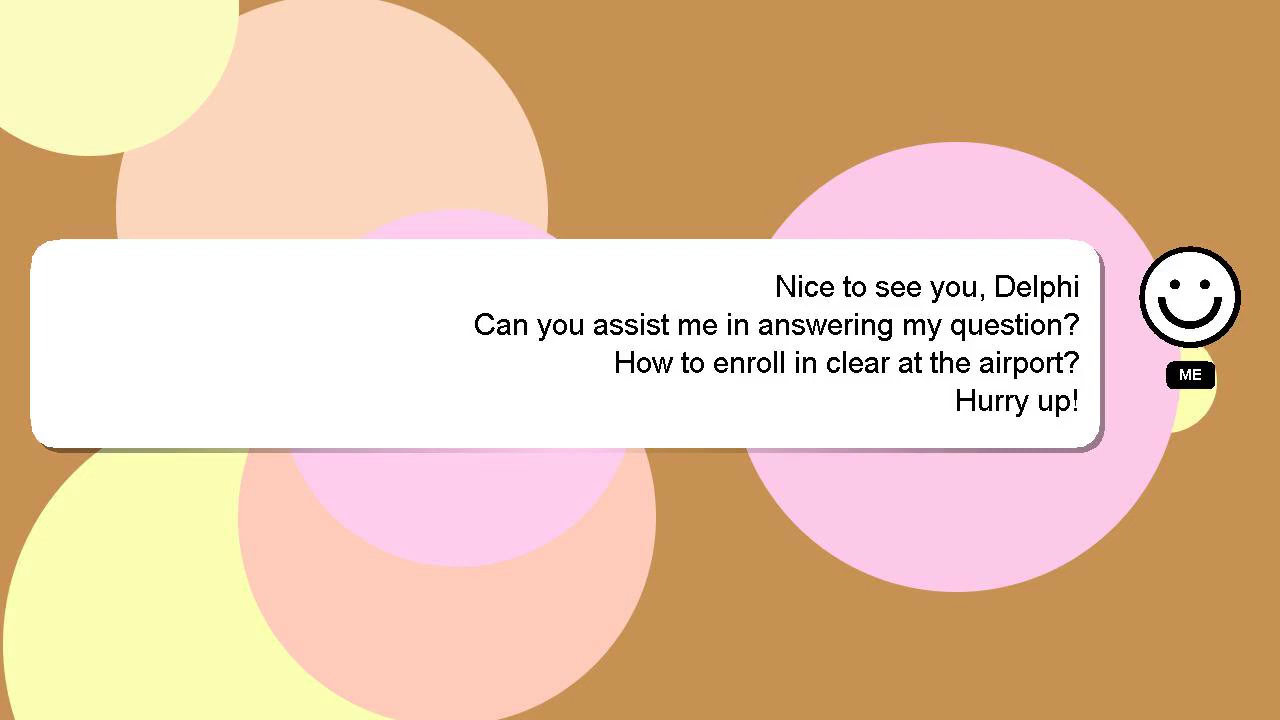 Nice to see you, Delphi
Can you assist me in answering my question?
How to enroll in clear at the airport?
Hurry up!
ME